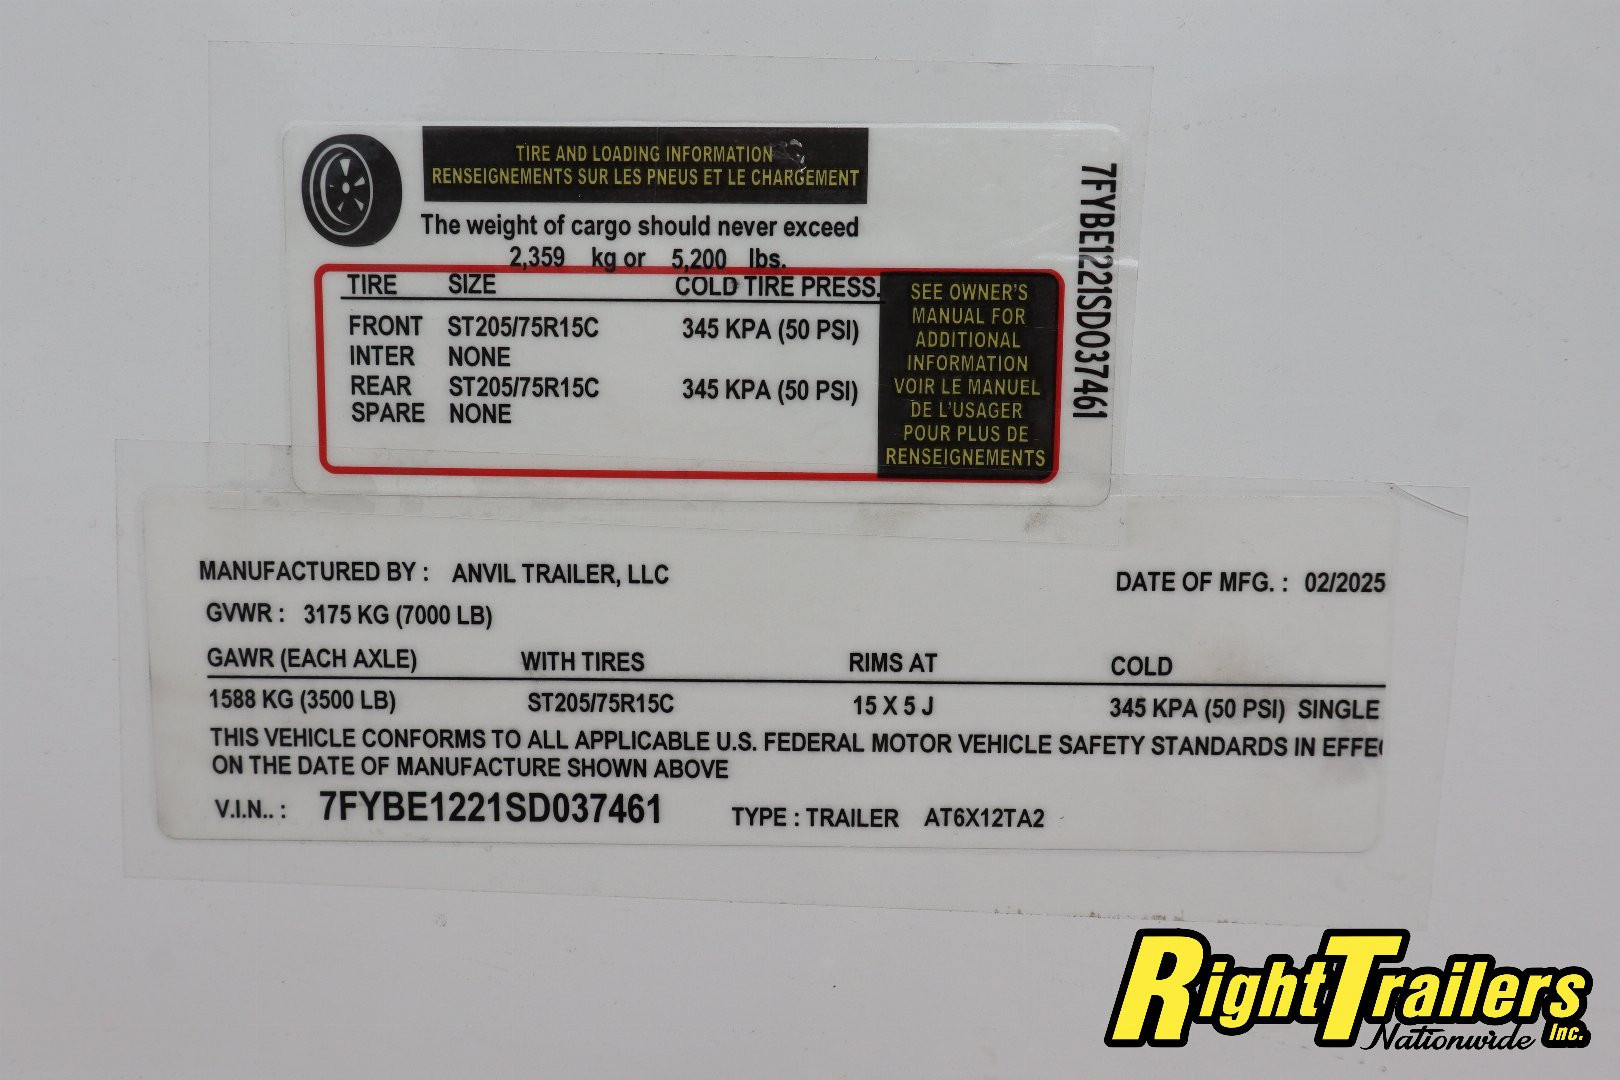 TIRE AND LOADING INFORMATION
RENSEIGNEMENTS SUR LES PNEUS ET LE CHARGEMENT
The weight of cargo should never exceed
2,359 kg or 5,200 lbs.
TIRE SIZE COLD TIRE PRESS.
FRONT ST205/75R15C 345 KPA (50 PSI)
INTER NONE
REAR ST205/75R15C 345 KPA (50 PSI)
SPARE NONE
SEE OWNER'S
MANUAL FOR
ADDITIONAL
INFORMATION
VOIR LE MANUEL
DE L'USAGER
POUR PLUS DE
RENSEIGNEMENTS
7FYBE1221SD037461
MANUFACTURED BY : ANVIL TRAILER, LLC DATE OF MFG. : 02/2025
GVWR : 3175 KG (7000 LB)
GAWR (EACH AXLE) WITH TIRES RIMS AT COLD
1588 KG (3500 LB) ST205/75R15C 15 X 5 J 345 KPA (50 PSI) SINGLE
THIS VEHICLE CONFORMS TO ALL APPLICABLE U.S. FEDERAL MOTOR VEHICLE SAFETY STANDARDS IN EFFE
ON THE DATE OF MANUFACTURE SHOWN ABOVE
V.I.N.. : 7FYBE1221SD037461 TYPE : TRAILER AT6X12TA2
RightTrailers
Nationwide Inc.